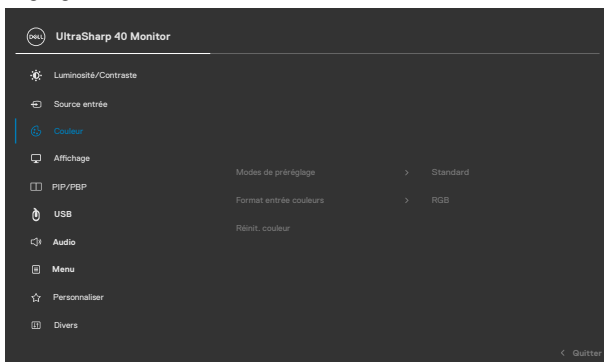 DELL UltraSharp 40 Monitor
Luminosité/Contraste
Source entrée
Couleur
Affichage
Modes de préréglage > Standard
PIP/PBP
Format entrée couleurs > RGB
USB
Réinit. couleur
Audio
Menu
Personnaliser
Divers
< Quitter